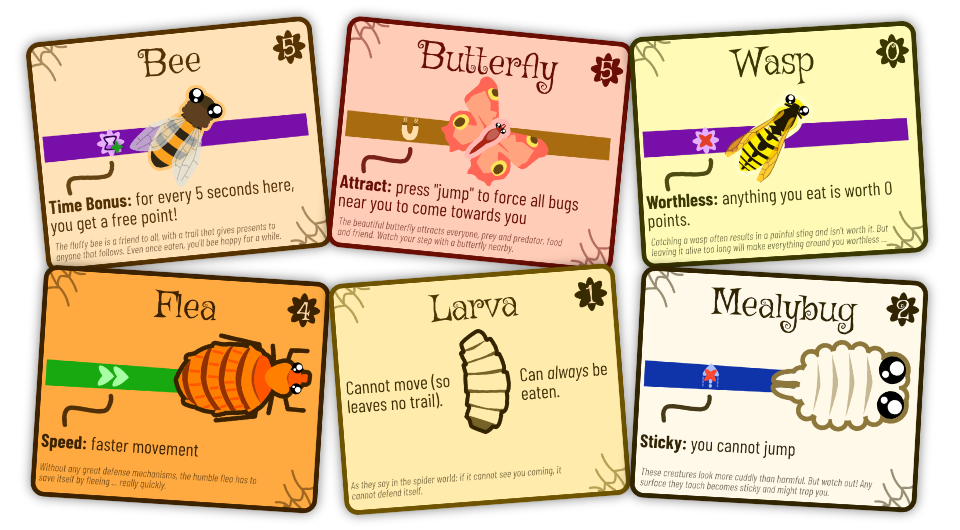 Bee
5
Time Bonus: for every 5 seconds here,
you get a free point!
The fluffy bee is a friend to all, with a trail that gives presents to
anyone that follows. Even once eaten, you'll bee happy for a while.
Butterfly
5
Attract: press "jump" to force all bugs
near you to come towards you
The beautiful butterfly attracts everyone, prey and predator, food
and friend. Watch your step with a butterfly nearby.
Wasp
0
Worthless: anything you eat is worth 0
points.
Catching a wasp often results in a painful sting and isn't worth it. But
leaving it alive too long will make everything around you worthless ...
Flea
4
Speed: faster movement
Without any great defense mechanisms, the humble flea has to
save itself by fleeing ... really quickly.
Larva
1
Cannot move (so
leaves no trail).
Can always be
eaten.
As they say in the spider world: if it cannot see you coming, it
cannot defend itself.
Mealybug
2
Sticky: you cannot jump
These creatures look more cuddly than harmful. But watch out! Any
surface they touch becomes sticky and might trap you.